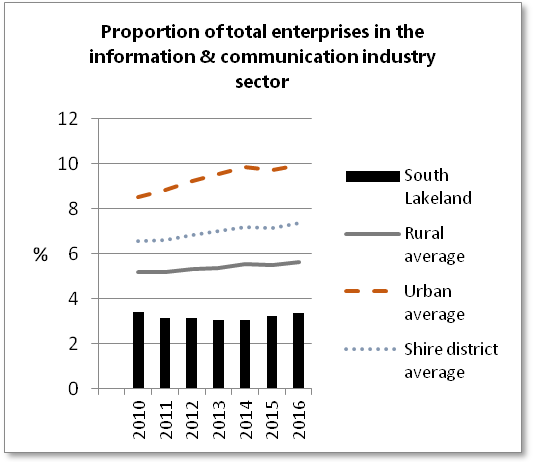 Proportion of total enterprises in the
information & communication industry
sector
12
10
8
6
4
2
0
%
2010
2011
2012
2013
2014
2015
2016
South
Lakeland
Rural
average
Urban
average
Shire district
average